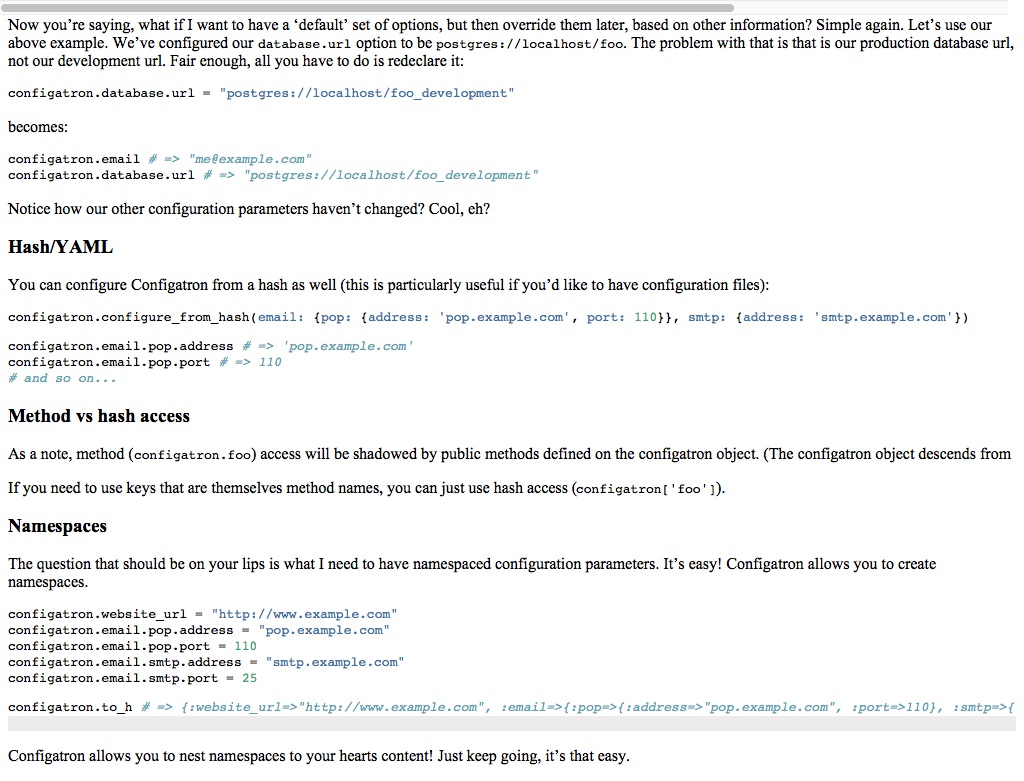 Now you’re saying, what if I want to have a ‘default’ set of options, but then override them later, based on other information? Simple again. Let’s use our
above example. We’ve configured our database.url option to be postgres://localhost/foo. The problem with that is that is our production database url,
not our development url. Fair enough, all you have to do is redeclare it:
configatron.database.url = "postgres://localhost/foo_development"
becomes:
configatron.email # => "me@example.com"
configatron.database.url # => "postgres://localhost/foo_development"
Notice how our other configuration parameters haven’t changed? Cool, eh?
Hash/YAML
You can configure Configatron from a hash as well (this is particularly useful if you’d like to have configuration files):
configatron.configure_from_hash(email: {pop: {address: 'pop.example.com', port: 110}}, smtp: {address: 'smtp.example.com'})
configatron.email.pop.address # => 'pop.example.com'
configatron.email.pop.port # => 110
# and so on...
Method vs hash access
As a note, method (configatron.foo) access will be shadowed by public methods defined on the configatron object. (The configatron object descends from
If you need to use keys that are themselves method names, you can just use hash access (configatron['foo']).
Namespaces
The question that should be on your lips is what I need to have namespaced configuration parameters. It’s easy! Configatron allows you to create
namespaces.
configatron.website_url = "http://www.example.com"
configatron.email.pop.address = "pop.example.com"
configatron.email.pop.port = 110
configatron.email.smtp.address = "smtp.example.com"
configatron.email.smtp.port = 25
configatron.to_h # => {:website_url=>"http://www.example.com", :email=>{:pop=>{:address=>"pop.example.com", :port=>110}, :smtp=>{
Configatron allows you to nest namespaces to your hearts content! Just keep going, it’s that easy.